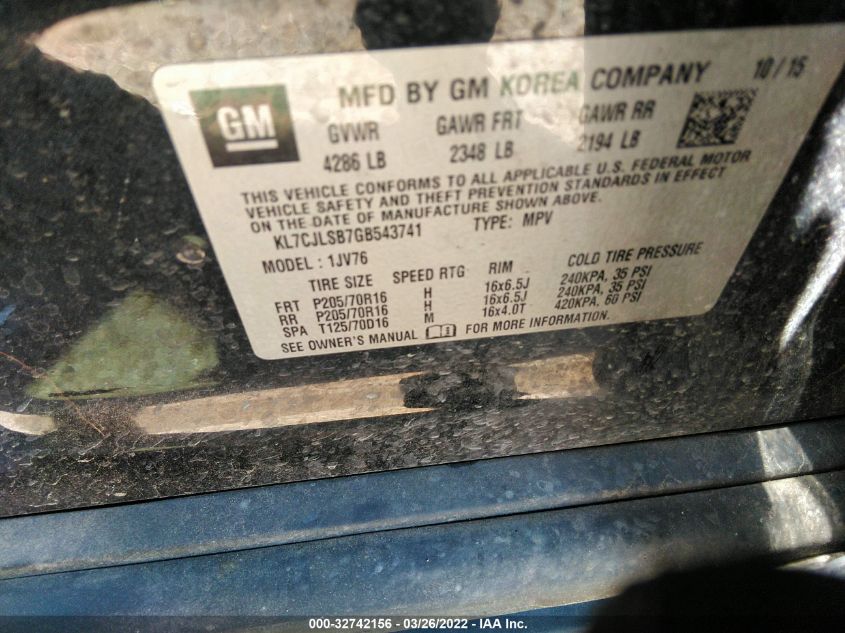 GM
MFD BY GM KOREA COMPANY 10/15
GVWR GAWR FRT GAWR RR
4286 LB 2348 LB 2194 LB
THIS VEHICLE CONFORMS TO ALL APPLICABLE U.S. FEDERAL MOTOR
VEHICLE SAFETY AND THEFT PREVENTION STANDARDS IN EFFECT
ON THE DATE OF MANUFACTURE SHOWN ABOVE.
KL7CJLSB7GB543741 TYPE: MPV
MODEL: 1JV76
TIRE SIZE SPEED RTG RIM COLD TIRE PRESSURE
FRT P205/70R16 H 16x6.5J 240KPA, 35 PSI
RR P205/70R16 H 16x6.5J 240KPA, 35 PSI
SPA T125/70D16 M 16x4.0T 420KPA, 60 PSI
SEE OWNER'S MANUAL FOR MORE INFORMATION.
000-32742156 - 03/26/2022 - IAA Inc.